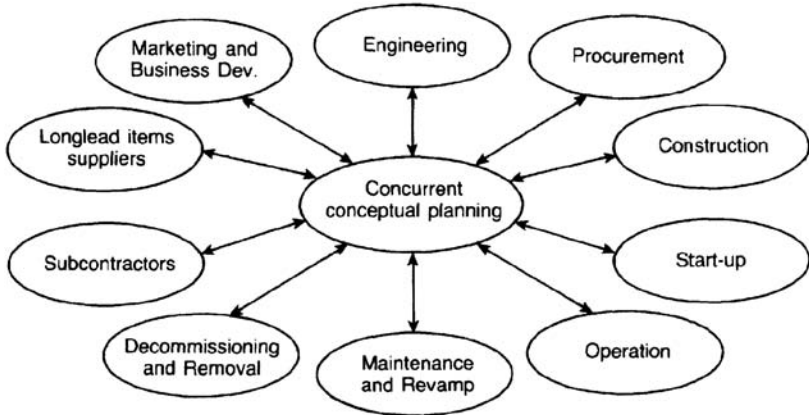 Marketing and
Business Dev.
Engineering
Procurement
Longlead items
suppliers
Construction
Concurrent
conceptual planning
Subcontractors
Start-up
Decommissioning
and Removal
Maintenance
and Revamp
Operation